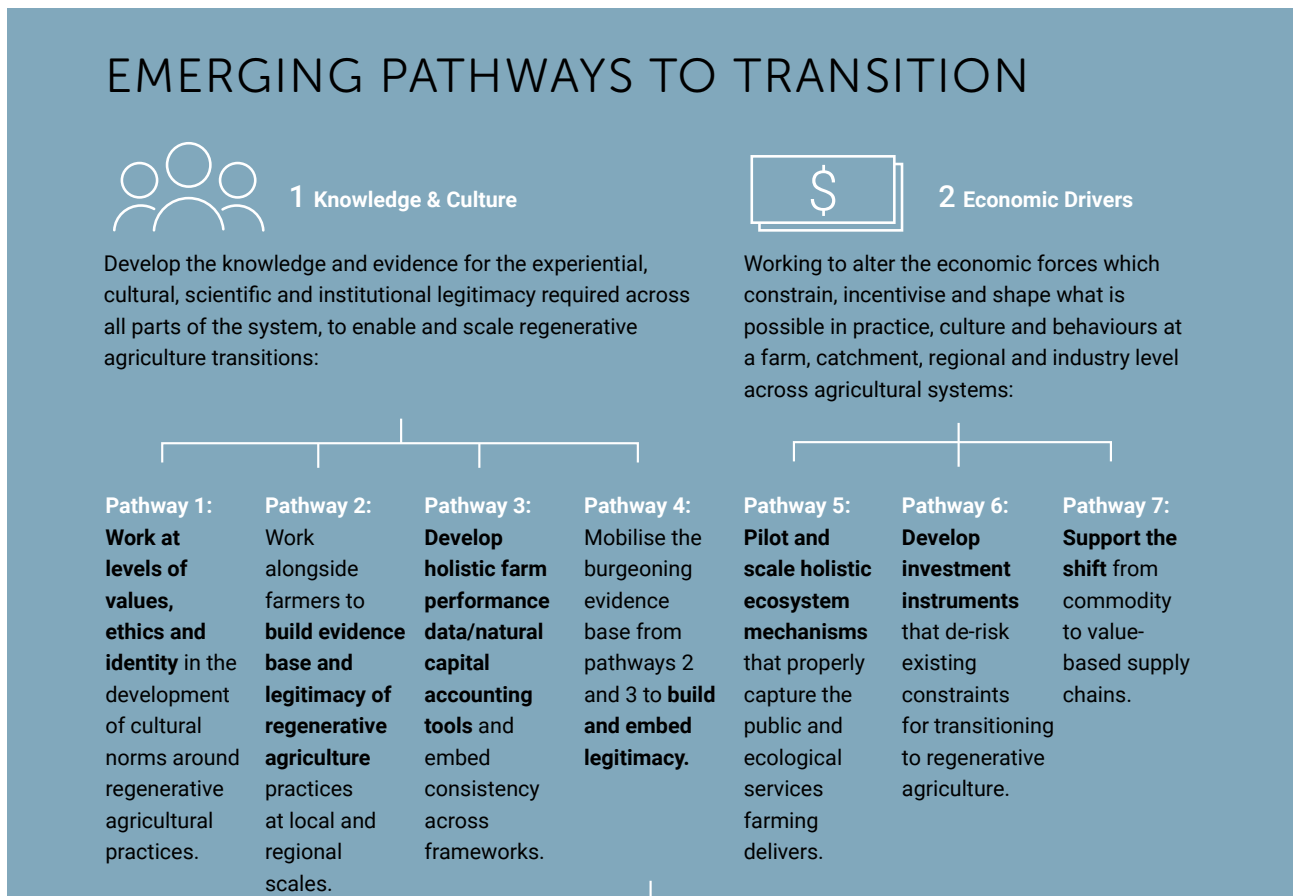 EMERGING PATHWAYS TO TRANSITION
1 Knowledge & Culture
Develop the knowledge and evidence for the experiential,
cultural, scientific and institutional legitimacy required across
all parts of the system, to enable and scale regenerative
agriculture transitions:
$
2 Economic Drivers
Working to alter the economic forces which
constrain, incentivise and shape what is
possible in practice, culture and behaviours at
a farm, catchment, regional and industry level
across agricultural systems:
Pathway 1:
Work at
levels of
values,
ethics and
identity in the
development
of cultural
norms around
regenerative
agricultural
practices.
Pathway 2:
Work
alongside
farmers to
build evidence
base and
legitimacy of
regenerative
agriculture
practices
at local and
regional
scales.
Pathway 3:
Develop
holistic farm
performance
data/natural
capital
accounting
tools and
embed
consistency
across
frameworks.
Pathway 4:
Mobilise the
burgeoning
evidence
base from
pathways 2
and 3 to build
and embed
legitimacy.
Pathway 5:
Pilot and
scale holistic
ecosystem
mechanisms
that properly
capture the
public and
ecological
services
farming
delivers.
Pathway 6:
Develop
investment
instruments
that de-risk
existing
constraints
for transitioning
to regenerative
agriculture.
Pathway 7:
Support the
shift from
commodity
to value-
based supply
chains.